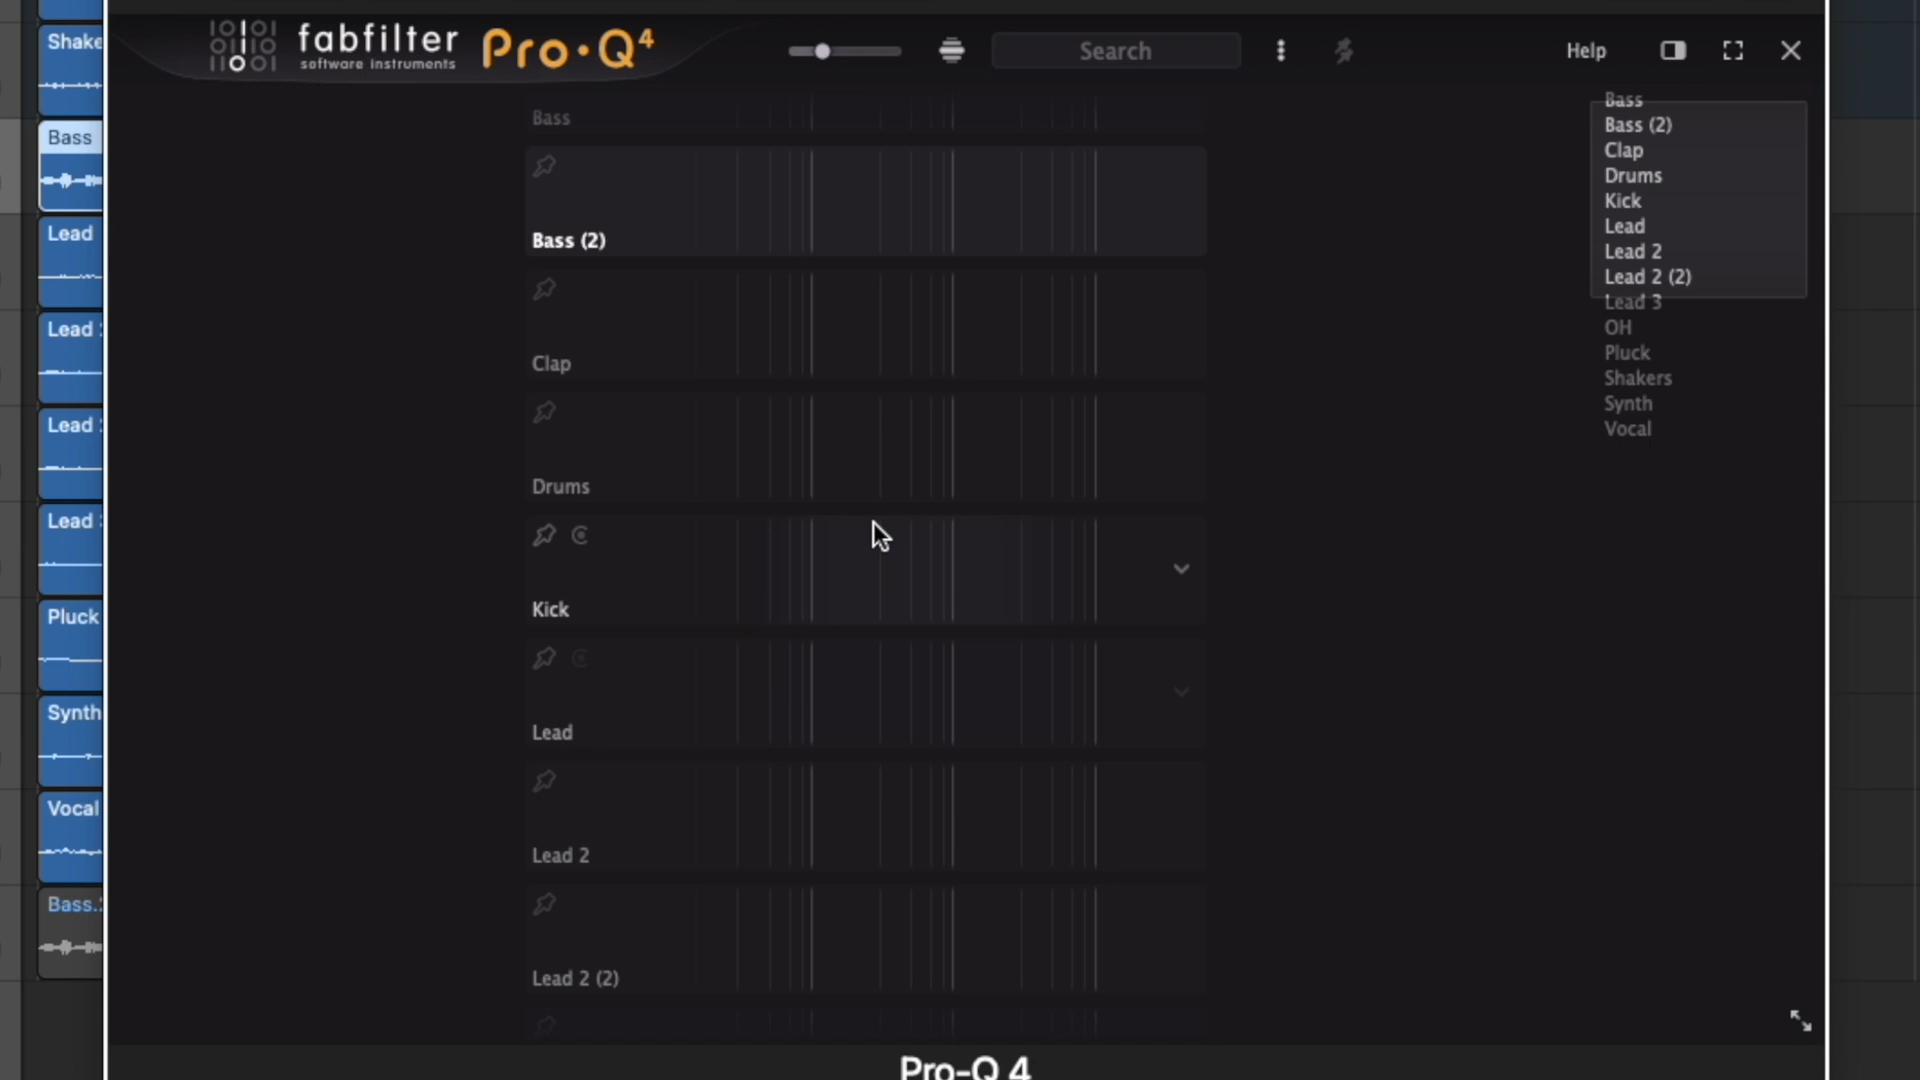 fabfilter
software instruments
Pro•Q4
Search
Help
Shake
Bass
Lead
Lead
Lead
Lead
Pluck
Synth
Vocal
Bass.
Bass
Bass (2)
Clap
Drums
Kick
Lead
Lead 2
Lead 2 (2)
Bass
Bass (2)
Clap
Drums
Kick
Lead
Lead 2
Lead 2 (2)
Lead 3
OH
Pluck
Shakers
Synth
Vocal
Pro-Q 4